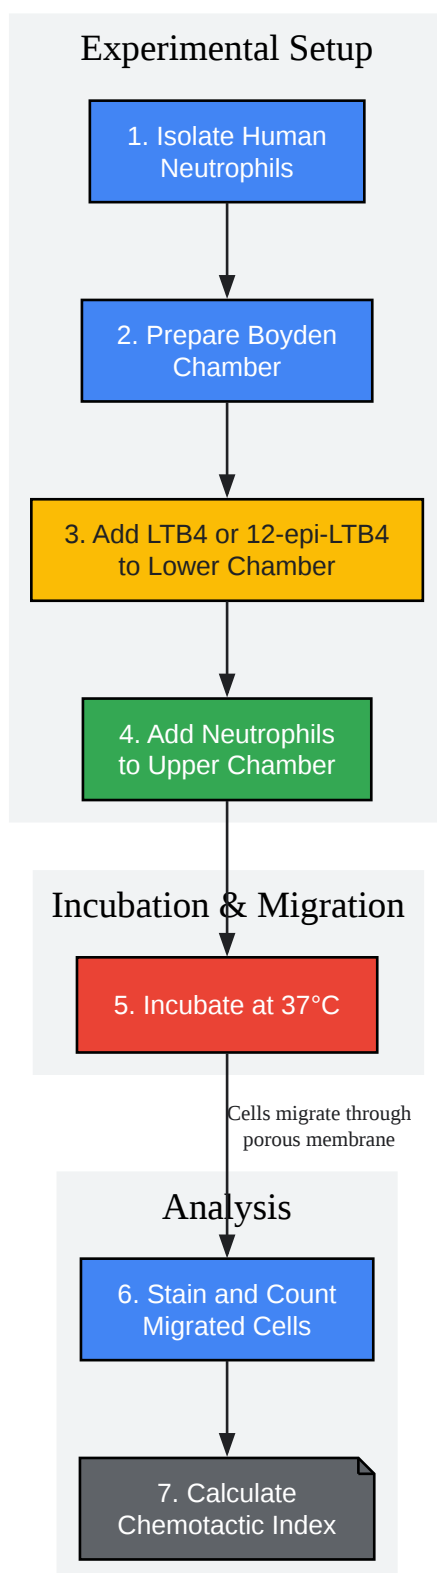 Experimental Setup
1. Isolate Human
Neutrophils
2. Prepare Boyden
Chamber
3. Add LTB4 or 12-epi-LTB4
to Lower Chamber
4. Add Neutrophils
to Upper Chamber
Incubation & Migration
5. Incubate at 37°C
Cells migrate through
porous membrane
Analysis
6. Stain and Count
Migrated Cells
7. Calculate
Chemotactic Index